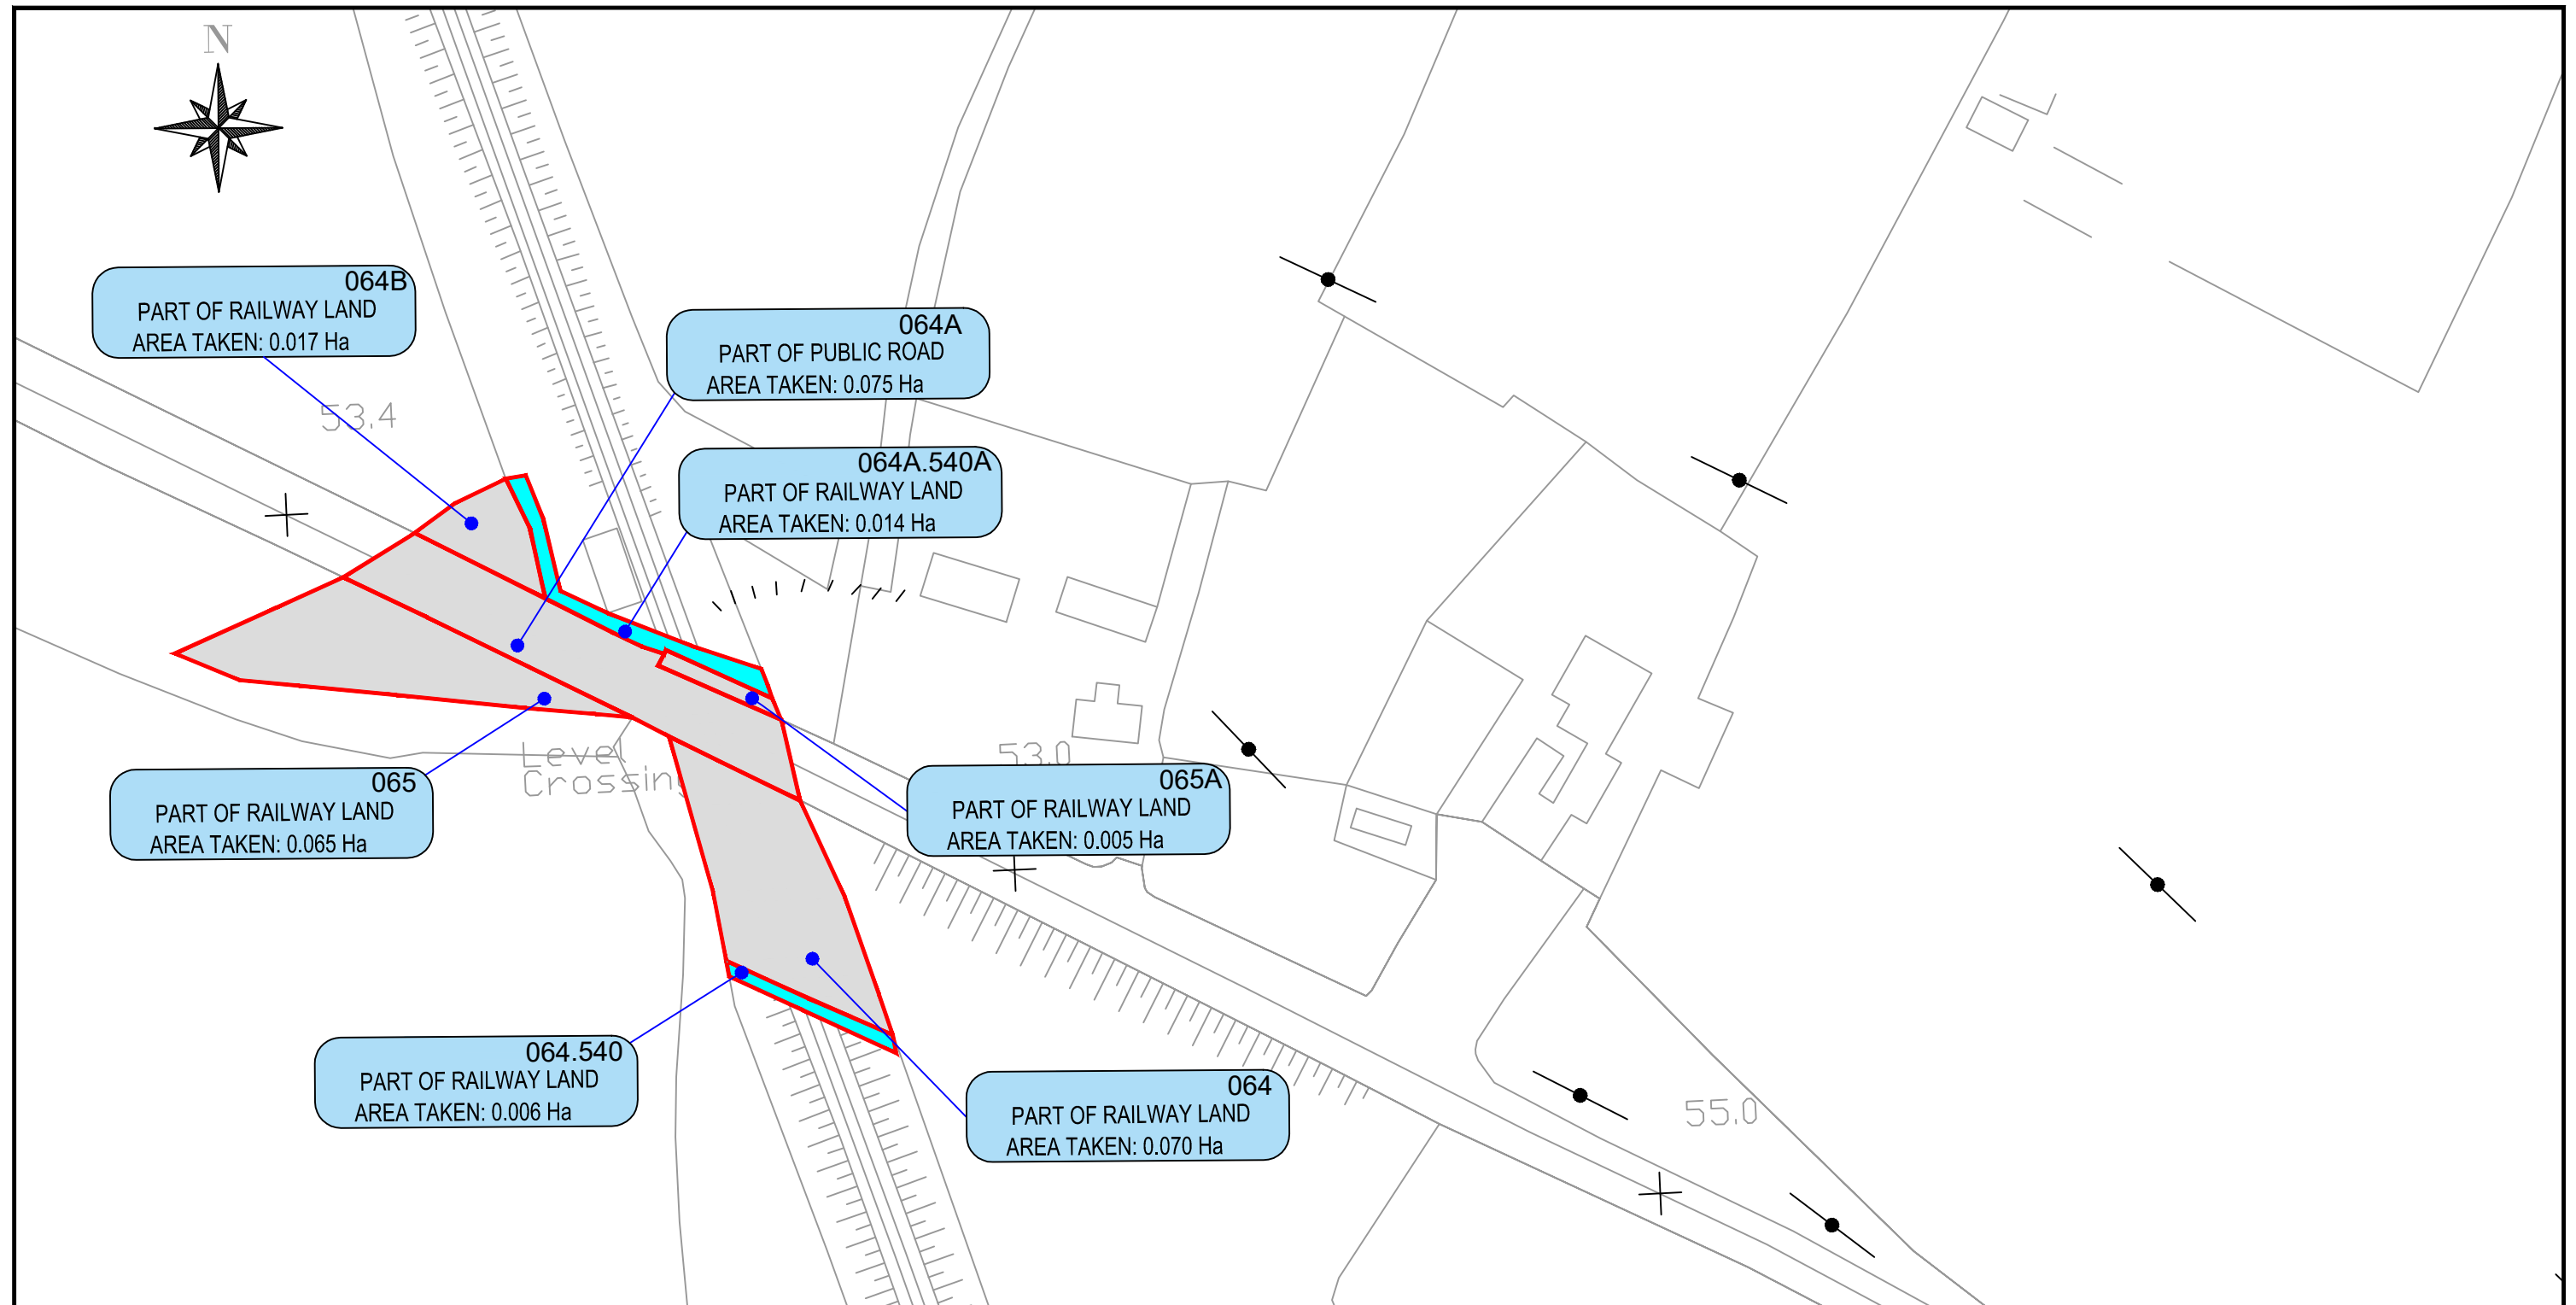 N
064B
PART OF RAILWAY LAND
AREA TAKEN: 0.017 Ha
064A
PART OF PUBLIC ROAD
AREA TAKEN: 0.075 Ha
53.4
064A.540A
PART OF RAILWAY LAND
AREA TAKEN: 0.014 Ha
Level
Crossing
53.0
065
PART OF RAILWAY LAND
AREA TAKEN: 0.065 Ha
065A
PART OF RAILWAY LAND
AREA TAKEN: 0.005 Ha
064.540
PART OF RAILWAY LAND
AREA TAKEN: 0.006 Ha
064
PART OF RAILWAY LAND
AREA TAKEN: 0.070 Ha
55.0